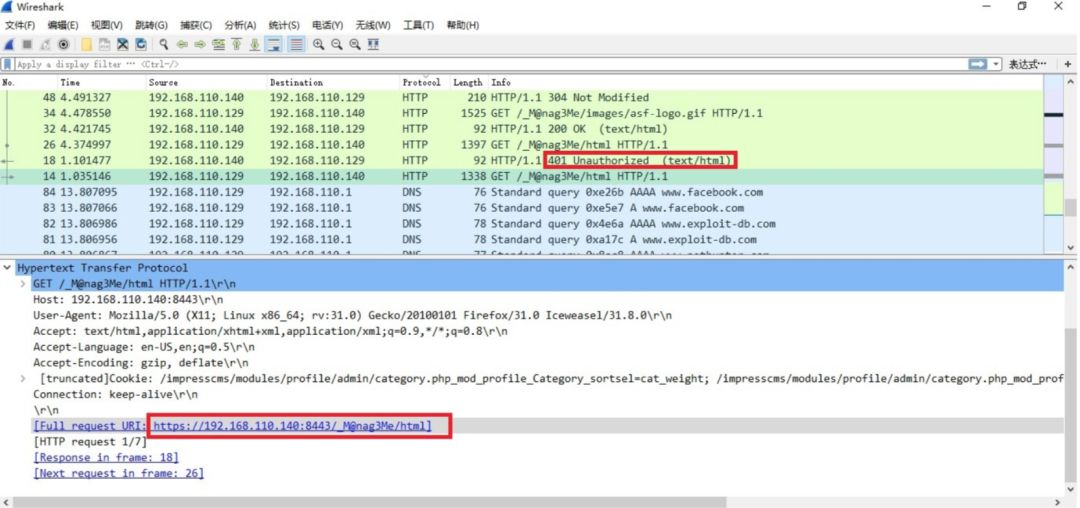 Wireshark
文件(F) 编辑(E) 视图(V) 跳转(G) 捕获(C) 分析(A) 统计(S) 电话(Y) 无线(W) 工具(T) 帮助(H)
Apply a display filter … <Ctrl-/> 表达式… +
No. Time Source Destination Protocol Length Info
48 4.491327 192.168.110.140 192.168.110.129 HTTP 210 HTTP/1.1 304 Not Modified
34 4.478550 192.168.110.129 192.168.110.140 HTTP 1525 GET /_M@nag3Me/images/asf-logo.gif HTTP/1.1
32 4.421745 192.168.110.140 192.168.110.129 HTTP 92 HTTP/1.1 200 OK (text/html)
26 4.374997 192.168.110.129 192.168.110.140 HTTP 1397 GET /_M@nag3Me/html HTTP/1.1
18 1.101477 192.168.110.140 192.168.110.129 HTTP 92 HTTP/1.1 401 Unauthorized (text/html)
14 1.035146 192.168.110.129 192.168.110.140 HTTP 1338 GET /_M@nag3Me/html HTTP/1.1
84 13.807095 192.168.110.129 192.168.110.1 DNS 76 Standard query 0xe26b AAAA www.facebook.com
83 13.807066 192.168.110.129 192.168.110.1 DNS 76 Standard query 0xe5e7 A www.facebook.com
82 13.806986 192.168.110.129 192.168.110.1 DNS 78 Standard query 0x4e6a AAAA www.exploit-db.com
81 13.806956 192.168.110.129 192.168.110.1 DNS 78 Standard query 0xa17c A www.exploit-db.com
Hypertext Transfer Protocol
GET /_M@nag3Me/html HTTP/1.1\r\n
Host: 192.168.110.140:8443\r\n
User-Agent: Mozilla/5.0 (X11; Linux x86_64; rv:31.0) Gecko/20100101 Firefox/31.0 Iceweasel/31.8.0\r\n
Accept: text/html,application/xhtml+xml,application/xml;q=0.9,*/*;q=0.8\r\n
Accept-Language: en-US,en;q=0.5\r\n
Accept-Encoding: gzip, deflate\r\n
[truncated]Cookie: /impresscms/modules/profile/admin/category.php_mod_profile_Category_sortsel=cat_weight; /impresscms/modules/profile/admin/category.php_mod_prof
Connection: keep-alive\r\n
\r\n
[Full request URI: https://192.168.110.140:8443/_M@nag3Me/html]
[HTTP request 1/7]
[Response in frame: 18]
[Next request in frame: 26]